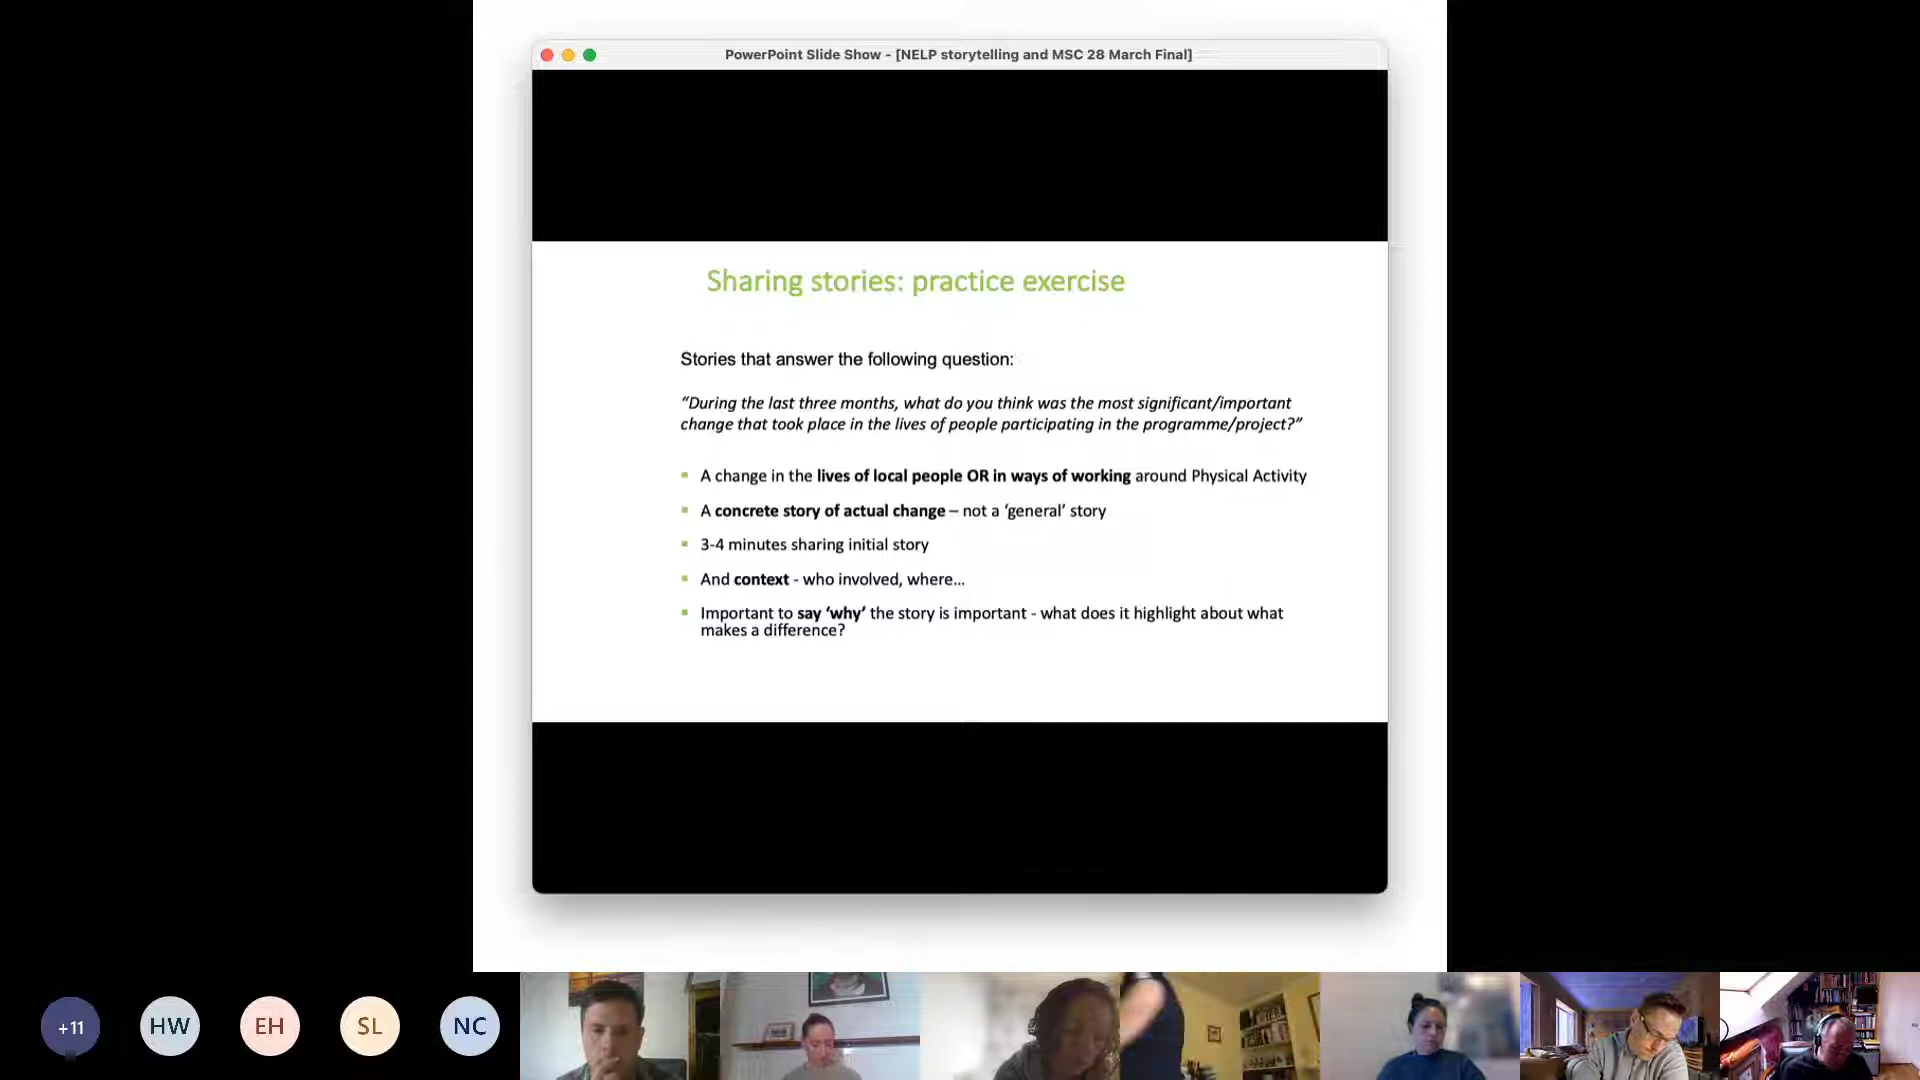 PowerPoint Slide Show - [NELP storytelling and MSC 28 March Final]
Sharing stories: practice exercise
Stories that answer the following question:
“During the last three months, what do you think was the most significant/important
change that took place in the lives of people participating in the programme/project?”
A change in the lives of local people OR in ways of working around Physical Activity
A concrete story of actual change – not a ‘general’ story
3-4 minutes sharing initial story
And context - who involved, where...
Important to say ‘why’ the story is important - what does it highlight about what
makes a difference?
+11 HW EH SL NC